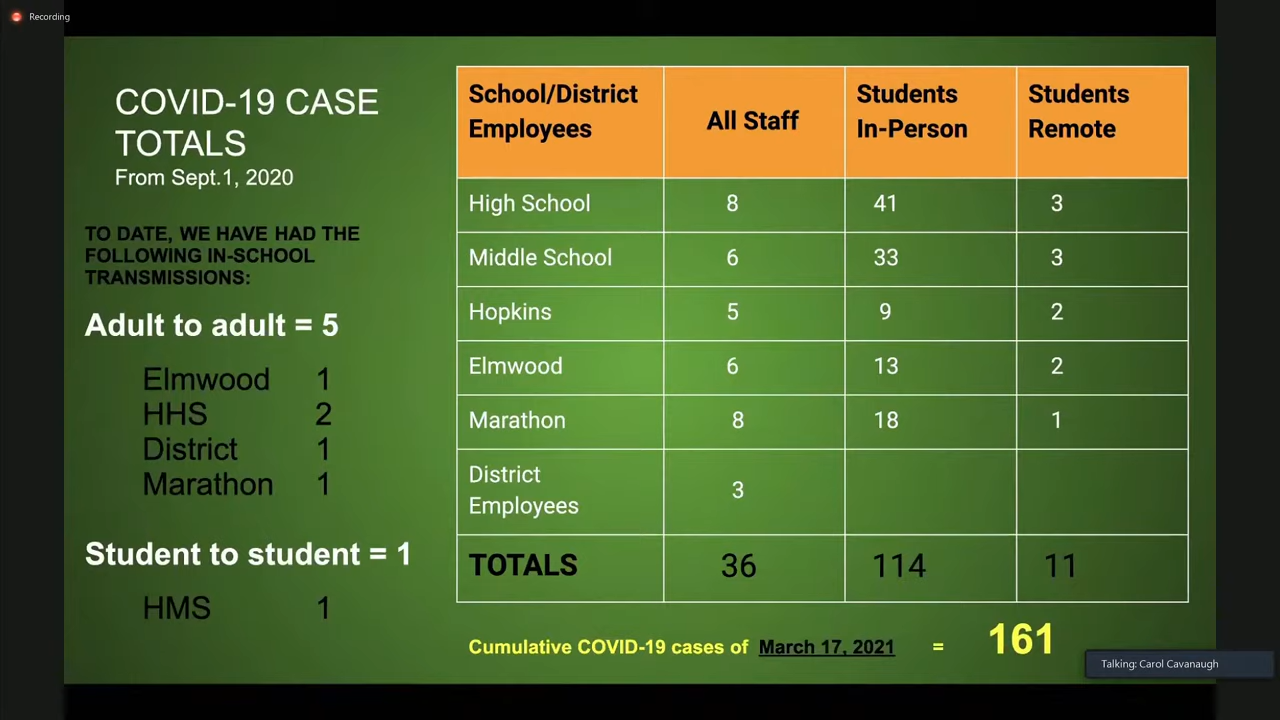 Recording
COVID-19 CASE
TOTALS
From Sept.1, 2020
TO DATE, WE HAVE HAD THE
FOLLOWING IN-SCHOOL
TRANSMISSIONS:
Adult to adult = 5
Elmwood 1
HHS 2
District 1
Marathon 1
Student to student = 1
HMS 1
School/District Employees All Staff Students In-Person Students Remote
High School 8 41 3
Middle School 6 33 3
Hopkins 5 9 2
Elmwood 6 13 2
Marathon 8 18 1
District Employees 3
TOTALS 36 114 11
Cumulative COVID-19 cases of March 17, 2021 = 161
Talking: Carol Cavanaugh